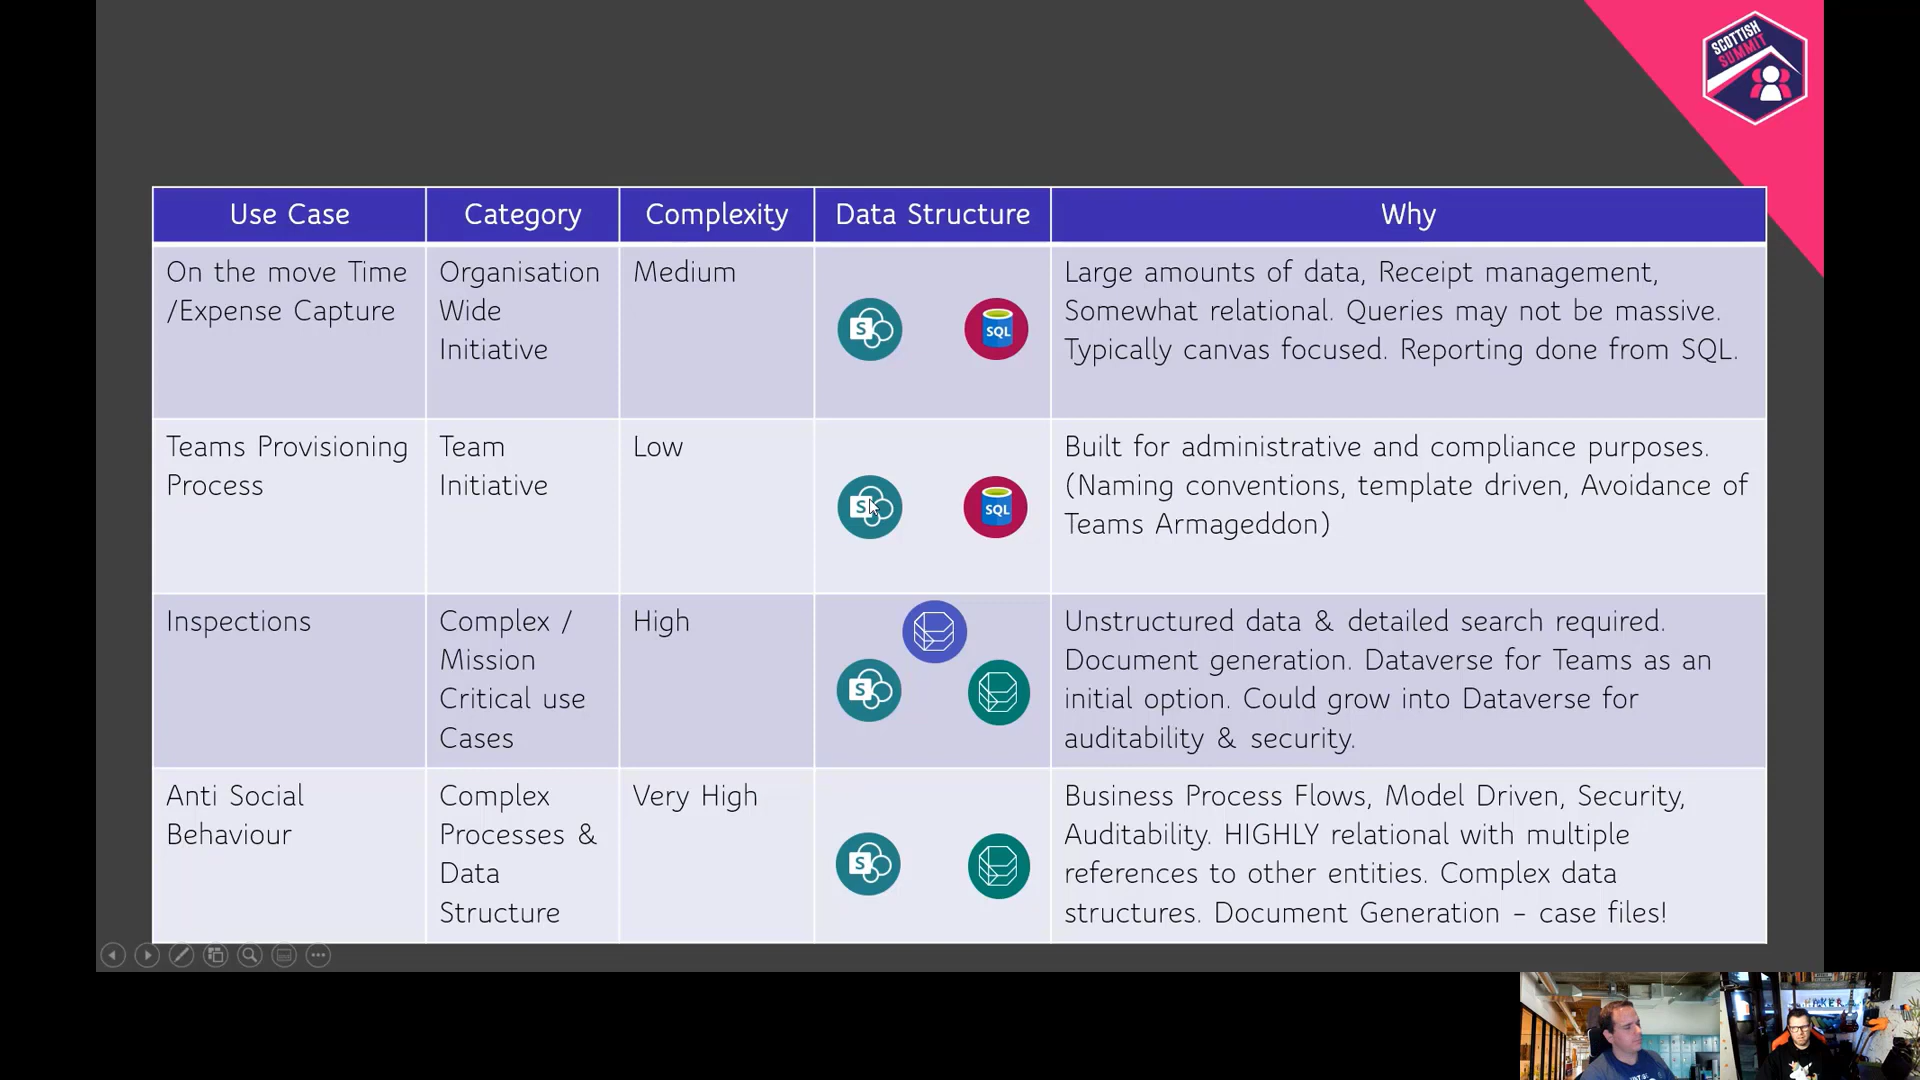 SCOTTISH
SUMMIT
Use Case
Category
Complexity
Data Structure
Why
On the move Time
/Expense Capture
Organisation
Wide
Initiative
Medium
S
SQL
Large amounts of data, Receipt management,
Somewhat relational. Queries may not be massive.
Typically canvas focused. Reporting done from SQL.
Teams Provisioning
Process
Team
Initiative
Low
S
SQL
Built for administrative and compliance purposes.
(Naming conventions, template driven, Avoidance of
Teams Armageddon)
Inspections
Complex /
Mission
Critical use
Cases
High
S
Unstructured data & detailed search required.
Document generation. Dataverse for Teams as an
initial option. Could grow into Dataverse for
auditability & security.
Anti Social
Behaviour
Complex
Processes &
Data
Structure
Very High
S
Business Process Flows, Model Driven, Security,
Auditability. HIGHLY relational with multiple
references to other entities. Complex data
structures. Document Generation – case files!